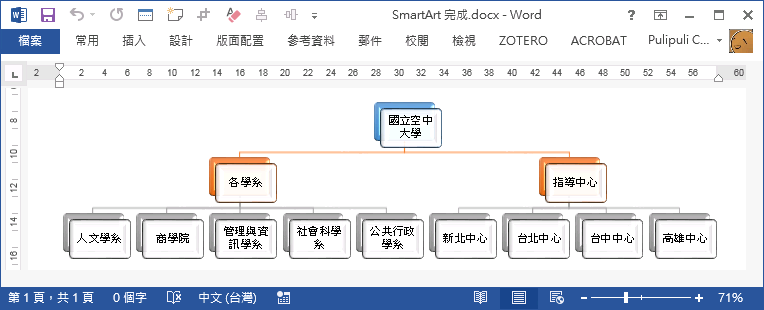 SmartArt 完成.docx - Word
檔案 常用 插入 設計 版面配置 參考資料 郵件 校閱 檢視 ZOTERO ACROBAT Pulipuli C...
L 2 2 4 6 8 10 12 14 16 18 20 22 24 26 28 30 32 34 36 38 40 42 44 46 48 50 52 54 56 60
8
10
12
14
16
國立空中
大學
各學系 指導中心
人文學系
商學院
管理與資
訊學系
社會科學
系
公共行政
學系
新北中心
台北中心
台中中心
高雄中心
第 1 頁，共 1 頁 0 個字 中文 (台灣) 71%